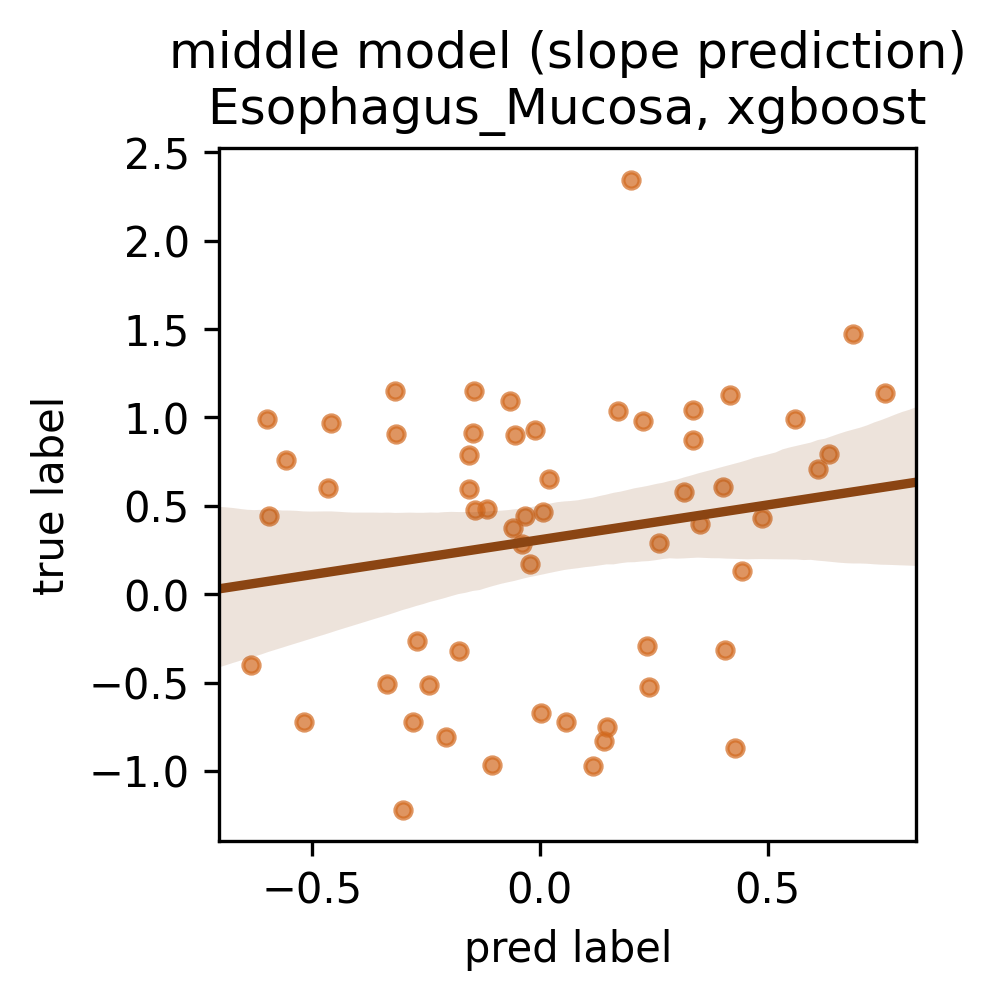 middle model (slope prediction)
Esophagus_Mucosa, xgboost
2.5
2.0
1.5
1.0
0.5
0.0
−0.5
−1.0
true label
−0.5 0.0 0.5
pred label